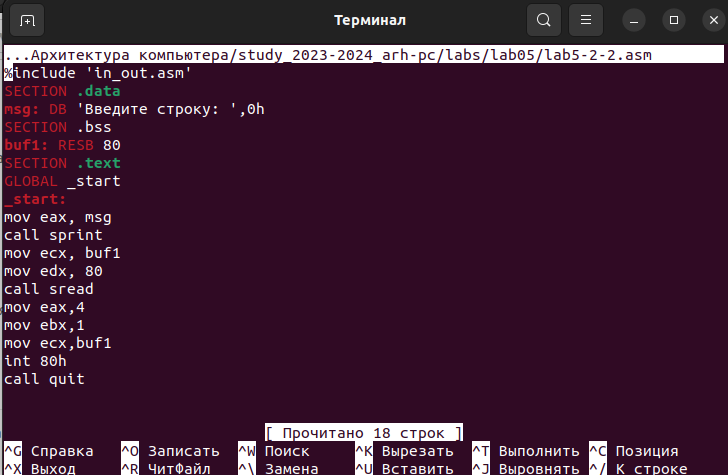 Терминал
...Архитектура компьютера/study_2023-2024_arh-pc/labs/lab05/lab5-2-2.asm
%include 'in_out.asm'
SECTION .data
msg: DB 'Введите строку: ',0h
SECTION .bss
buf1: RESB 80
SECTION .text
GLOBAL _start
_start:
mov eax, msg
call sprint
mov ecx, buf1
mov edx, 80
call sread
mov eax,4
mov ebx,1
mov ecx,buf1
int 80h
call quit
[ Прочитано 18 строк ]
^G Справка ^O Записать ^W Поиск ^K Вырезать ^T Выполнить ^C Позиция
^X Выход ^R ЧитФайл ^\ Замена ^U Вставить ^J Выровнять ^/ К строке